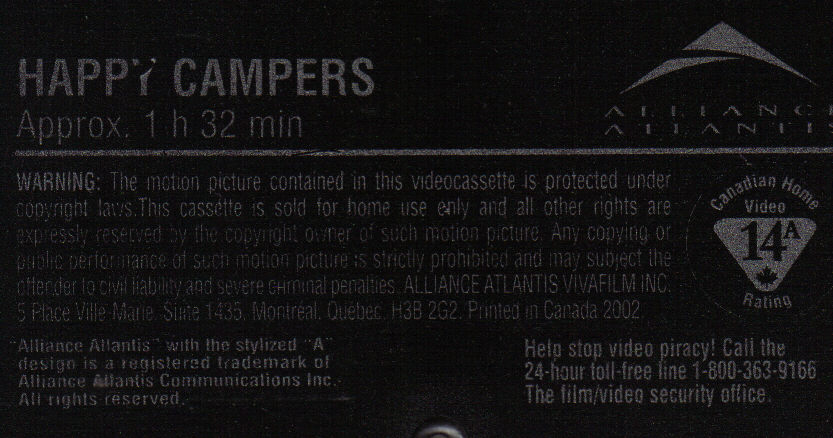 HAPPY CAMPERS
Approx. 1 h 32 min
ALLIANC
ATLANTI
WARNING: The motion picture contained in this videocassette is protected under
copyright laws.This cassette is sold for home use only and all other rights are
expressly reserved by the copyright owner of such motion picture. Any copying or
public performance of such motion picture is strictly prohibited and may subject the
offender to civil liability and severe criminal penalties. ALLIANCE ATLANTIS VIVAFILM INC.
5 Place Ville-Marie, Suite 1435, Montréal, Québec, H3B 2G2. Printed in Canada 2002.
Canadian Home
Video
14A
Rating
"Alliance Atlantis" with the stylized "A"
design is a registered trademark of
Alliance Atlantis Communications Inc.
All rights reserved.
Help stop video piracy! Call the
24-hour toll-free line 1-800-363-9166
The film/video security office.